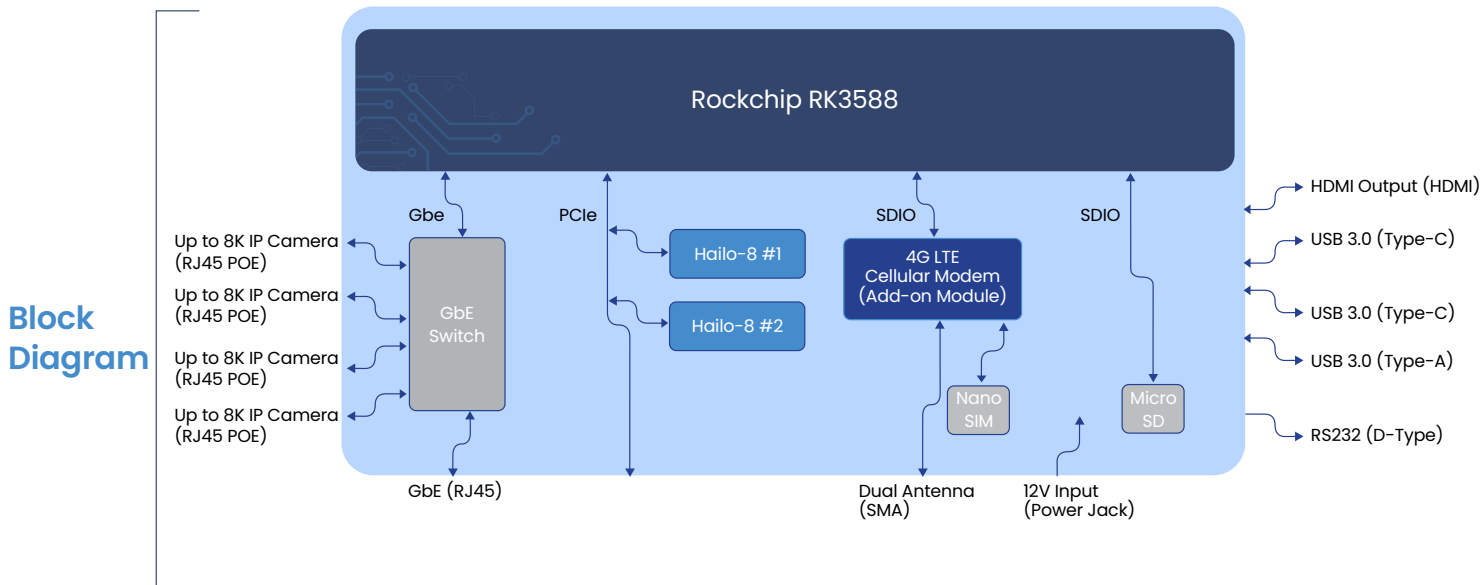 Block
Diagram
Rockchip RK3588
Gbe
PCIe
SDIO
SDIO
Up to 8K IP Camera
(RJ45 POE)
Up to 8K IP Camera
(RJ45 POE)
Up to 8K IP Camera
(RJ45 POE)
Up to 8K IP Camera
(RJ45 POE)
GbE
Switch
Hailo-8 #1
Hailo-8 #2
4G LTE
Cellular Modem
(Add-on Module)
Nano
SIM
Micro
SD
HDMI Output (HDMI)
USB 3.0 (Type-C)
USB 3.0 (Type-C)
USB 3.0 (Type-A)
RS232 (D-Type)
GbE (RJ45)
Dual Antenna
(SMA)
12V Input
(Power Jack)